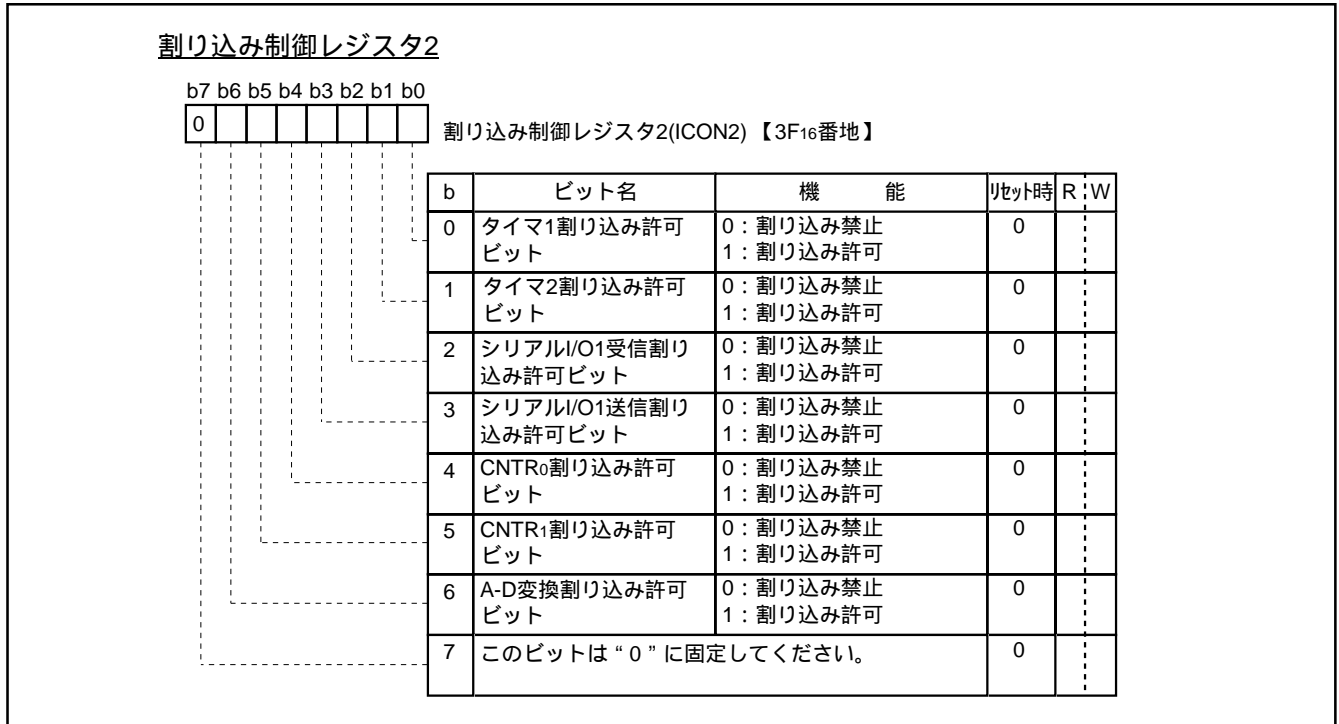 割り込み制御レジスタ2
b7 b6 b5 b4 b3 b2 b1 b0
0
割り込み制御レジスタ2(ICON2) 【3F16番地】
b ビット名 機 能 リセット時 R W
0 タイマ1割り込み許可 0：割り込み禁止 0
ビット 1：割り込み許可
1 タイマ2割り込み許可 0：割り込み禁止 0
ビット 1：割り込み許可
2 シリアルI/O1受信割り 0：割り込み禁止 0
込み許可ビット 1：割り込み許可
3 シリアルI/O1送信割り 0：割り込み禁止 0
込み許可ビット 1：割り込み許可
4 CNTR0割り込み許可 0：割り込み禁止 0
ビット 1：割り込み許可
5 CNTR1割り込み許可 0：割り込み禁止 0
ビット 1：割り込み許可
6 A-D変換割り込み許可 0：割り込み禁止 0
ビット 1：割り込み許可
7 このビットは“0”に固定してください。 0